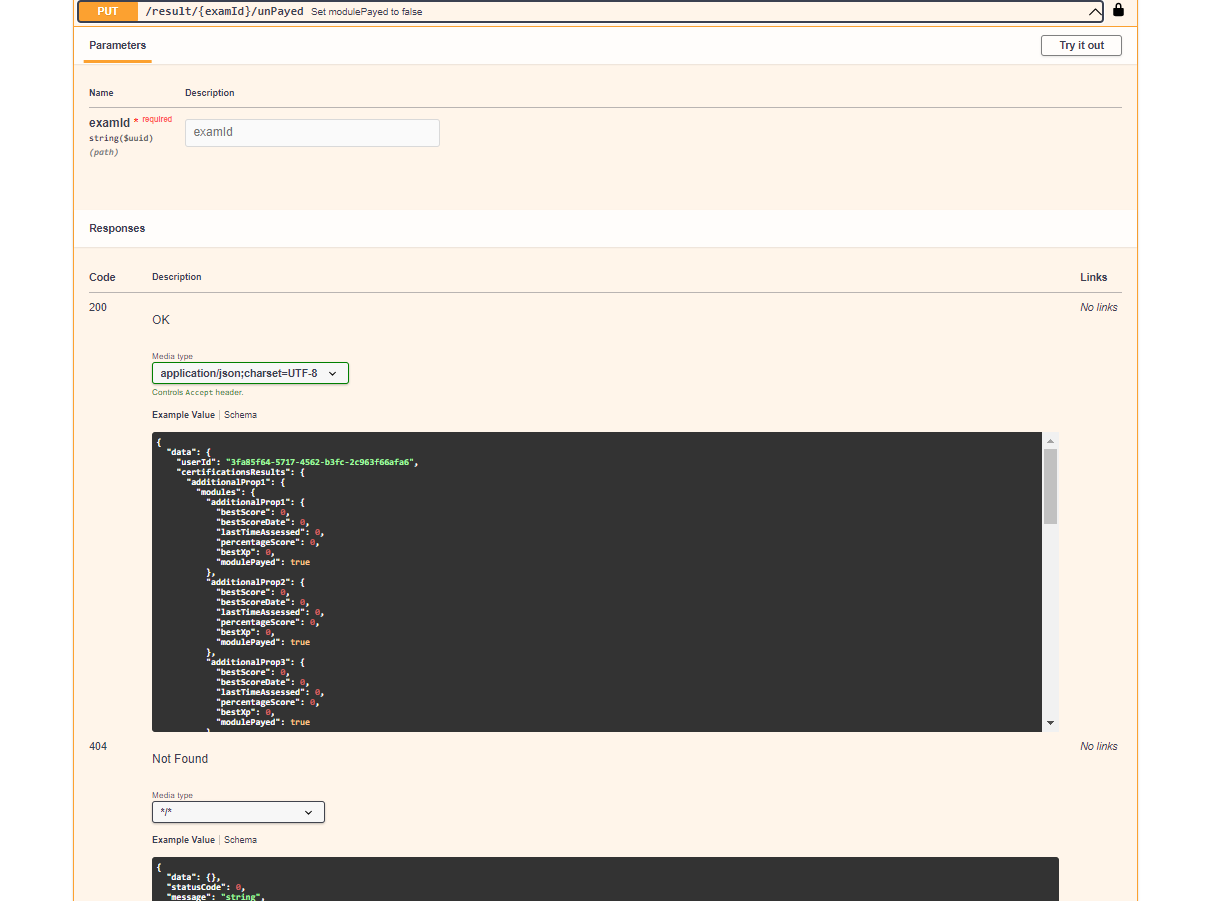 PUT /result/{examId}/unPayed Set modulePayed to false
Parameters
Try it out
Name Description
examId * required
string($uuid)
(path)
examId
Responses
Code Description Links
200 No links
OK
Media type
application/json;charset=UTF-8
Controls Accept header.
Example Value | Schema
{
"data": {
"userId": "3fa85f64-5717-4562-b3fc-2c963f66afa6",
"certificationsResults": {
"additionalProp1": {
"modules": {
"additionalProp1": {
"bestScore": 0,
"bestScoreDate": 0,
"lastTimeAssessed": 0,
"percentageScore": 0,
"bestXp": 0,
"modulePayed": true
},
"additionalProp2": {
"bestScore": 0,
"bestScoreDate": 0,
"lastTimeAssessed": 0,
"percentageScore": 0,
"bestXp": 0,
"modulePayed": true
},
"additionalProp3": {
"bestScore": 0,
"bestScoreDate": 0,
"lastTimeAssessed": 0,
"percentageScore": 0,
"bestXp": 0,
"modulePayed": true
}
404 No links
Not Found
Media type
*/*
Example Value | Schema
{
"data": {},
"statusCode": 0,
"message": "string",